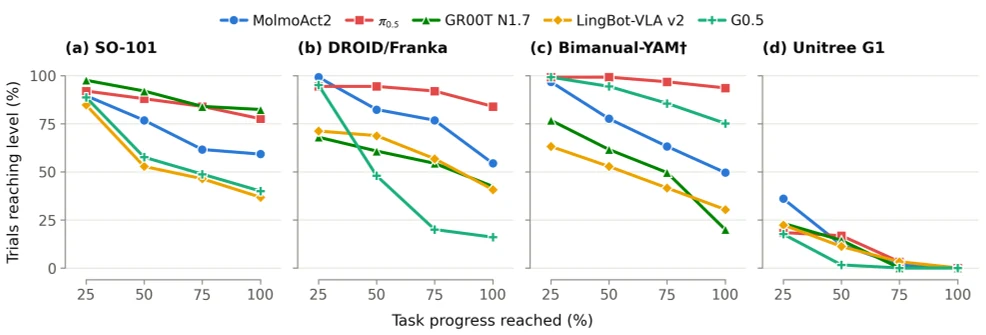 MolmoAct2 π0.5 GR00T N1.7 LingBot-VLA v2 G0.5
(a) SO-101 (b) DROID/Franka (c) Bimanual-YAM† (d) Unitree G1
Trials reaching level (%)
100
75
50
25
0
25 50 75 100 25 50 75 100 25 50 75 100 25 50 75 100
Task progress reached (%)